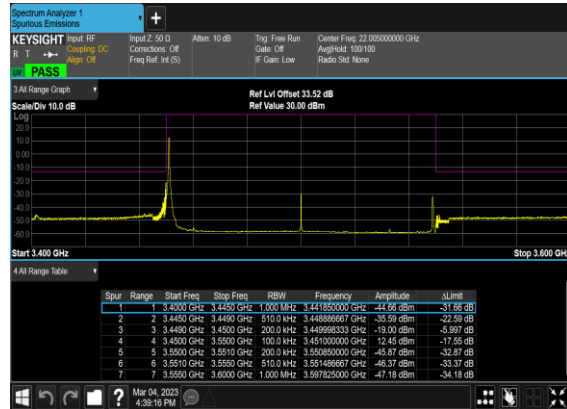 Spectrum Analyzer 1
Spurious Emissions
+
KEYSIGHT Input: RF Input Z: 50 Ω Atten: 10 dB Trig: Free Run Center Freq: 22.005000000 GHz
R T Coupling: DC Corrections: Off Gate: Off Avg|Hold: 100/100
Align: Off Freq Ref: Int (S) IF Gain: Low Radio Std: None
PASS
3 All Range Graph Ref Lvl Offset 33.52 dB
Scale/Div 10.0 dB Ref Value 30.00 dBm
Log
20.0
10.0
0.00
-10.0
-20.0
-30.0
-40.0
-50.0
-60.0
Start 3.400 GHz Stop 3.600 GH
4 All Range Table
Spur Range Start Freq Stop Freq RBW Frequency Amplitude ΔLimit
1 1 3.4000 GHz 3.4450 GHz 1.000 MHz 3.441850000 GHz -44.66 dBm -31.66 dB
2 2 3.4450 GHz 3.4490 GHz 510.0 kHz 3.448886667 GHz -35.59 dBm -22.59 dB
3 3 3.4490 GHz 3.4500 GHz 200.0 kHz 3.449998333 GHz -19.00 dBm -5.997 dB
4 4 3.4500 GHz 3.5500 GHz 100.0 kHz 3.451000000 GHz 12.45 dBm -17.55 dB
5 5 3.5500 GHz 3.5510 GHz 200.0 kHz 3.550850000 GHz -45.87 dBm -32.87 dB
6 6 3.5510 GHz 3.5550 GHz 510.0 kHz 3.551486667 GHz -46.37 dBm -33.37 dB
7 7 3.5550 GHz 3.6000 GHz 1.000 MHz 3.597825000 GHz -47.18 dBm -34.18 dB
? Mar 04, 2023
4:39:16 PM